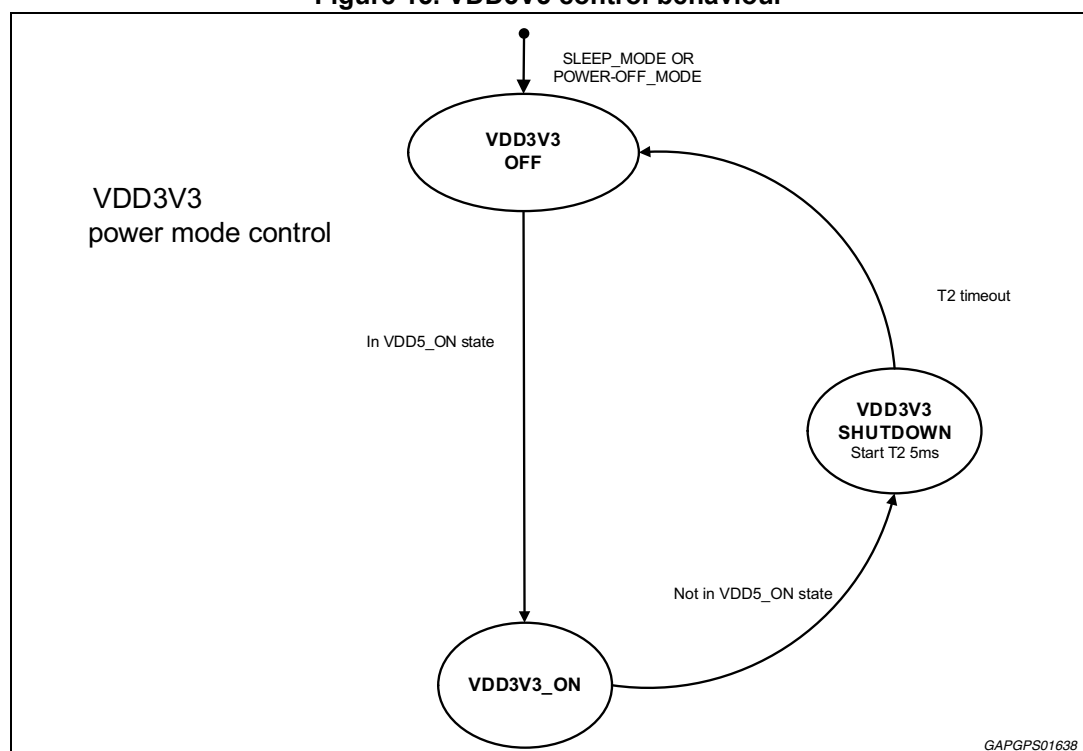 SLEEP_MODE OR
POWER-OFF_MODE
VDD3V3
OFF
VDD3V3
power mode control
T2 timeout
In VDD5_ON state
VDD3V3
SHUTDOWN
Start T2 5ms
Not in VDD5_ON state
VDD3V3_ON
GAPGPS01638